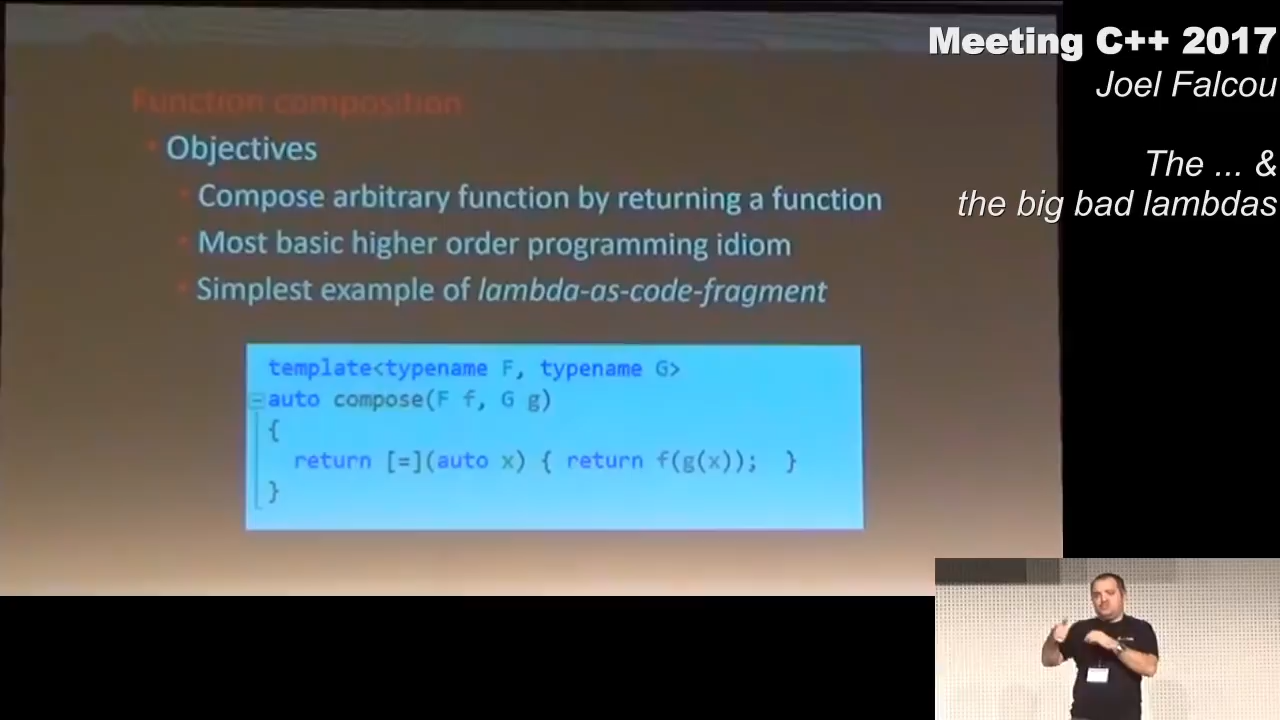 Function composition
Objectives
Compose arbitrary function by returning a function
Most basic higher order programming idiom
Simplest example of lambda-as-code-fragment
template<typename F, typename G>
auto compose(F f, G g)
{
return [=](auto x) { return f(g(x)); }
}
Meeting C++ 2017
Joel Falcou
The ... &
the big bad lambdas